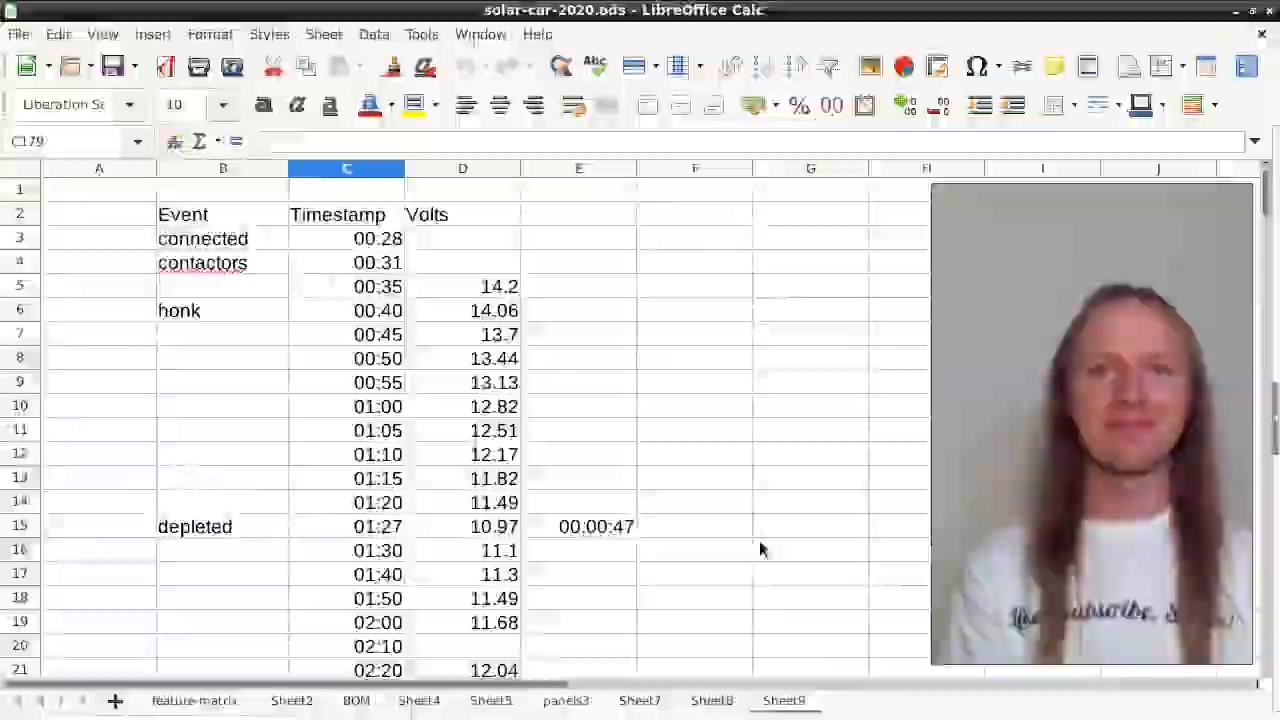 solar-car-2020.ods - LibreOffice Calc
File Edit View Insert Format Styles Sheet Data Tools Window Help
10
C179
A B C D E F G H I J
1
2 Event Timestamp Volts
3 connected 00:28
4 contactors 00:31
5 00:35 14.2
6 honk 00:40 14.06
7 00:45 13.7
8 00:50 13.44
9 00:55 13.13
10 01:00 12.82
11 01:05 12.51
12 01:10 12.17
13 01:15 11.82
14 01:20 11.49
15 depleted 01:27 10.97 00:00:47
16 01:30 11.1
17 01:40 11.3
18 01:50 11.49
19 02:00 11.68
20 02:10
21 02:20 12.04
feature-matrix Sheet2 BOM Sheet4 Sheet5 panels3 Sheet7 Sheet8 Sheet9
subscribe,